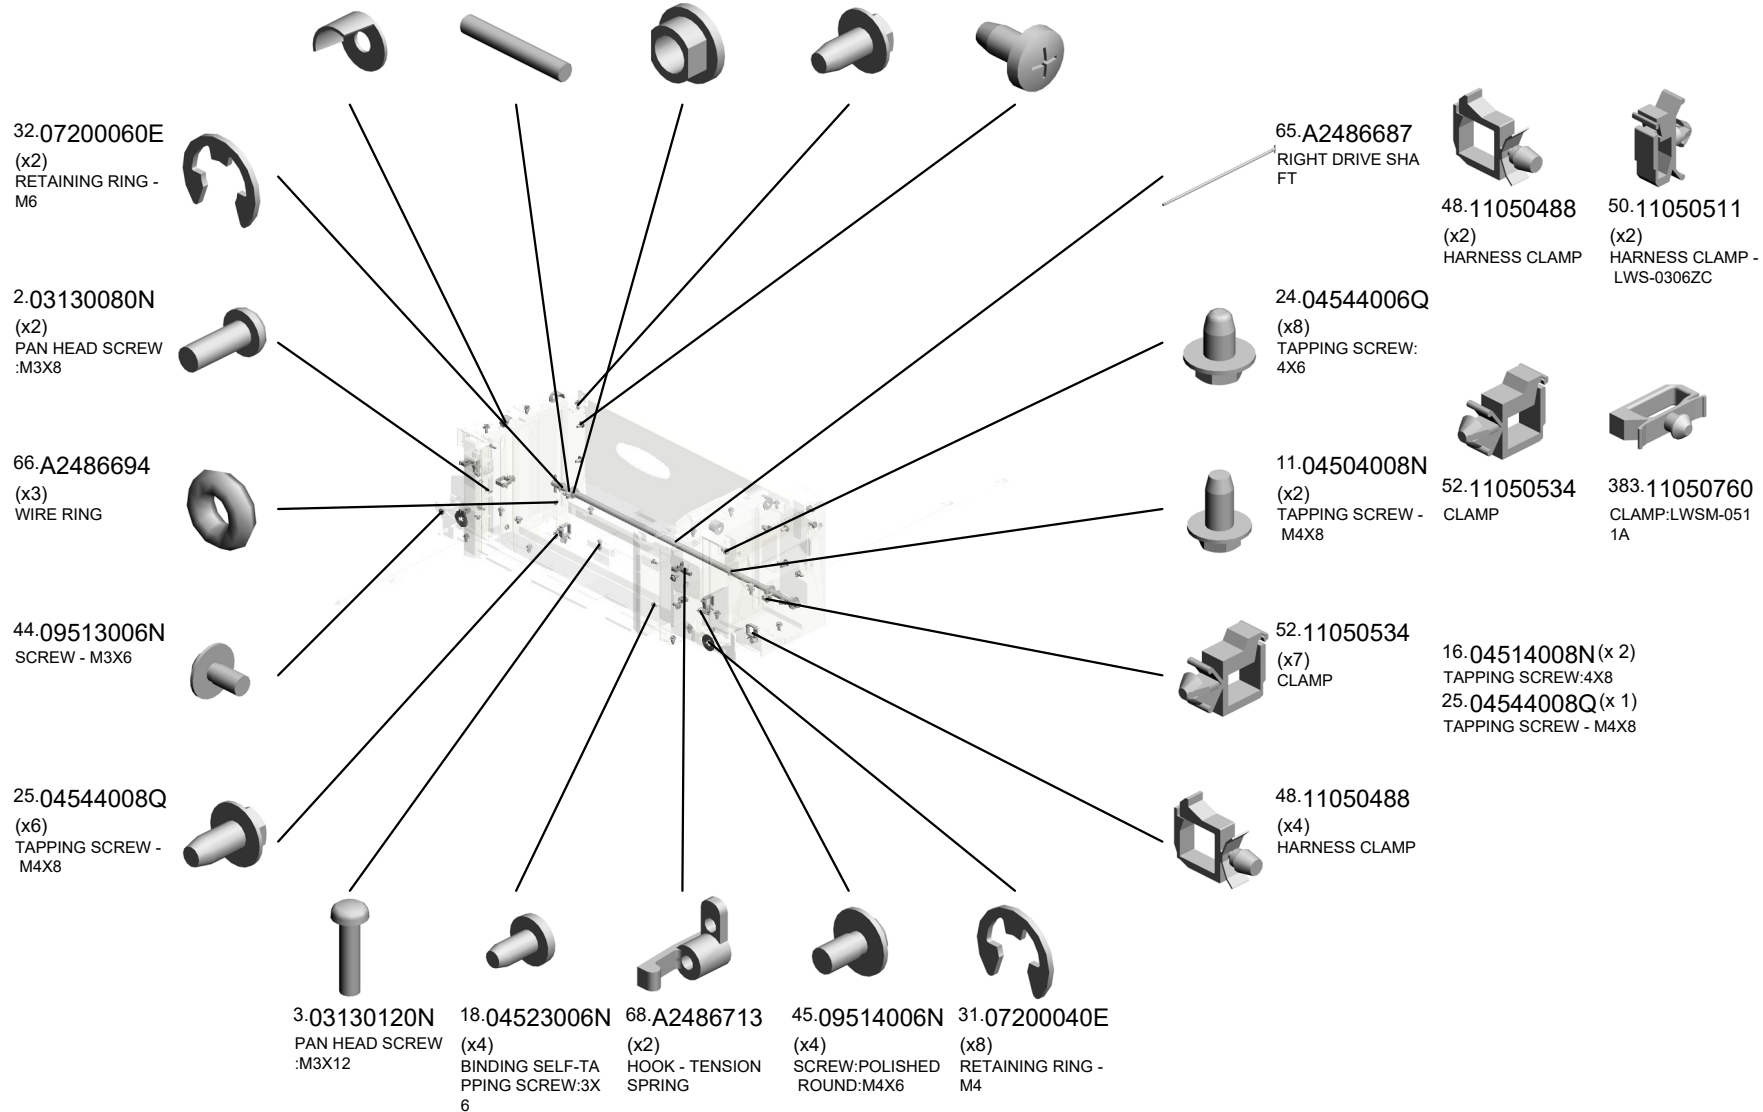 32.07200060E
(x2)
RETAINING RING -
M6
2.03130080N
(x2)
PAN HEAD SCREW
:M3X8
66.A2486694
(x3)
WIRE RING
44.09513006N
SCREW - M3X6
25.04544008Q
(x6)
TAPPING SCREW -
M4X8
3.03130120N
PAN HEAD SCREW
:M3X12
18.04523006N
(x4)
BINDING SELF-TA
PPING SCREW:3X
6
68.A2486713
(x2)
HOOK - TENSION
SPRING
45.09514006N
(x4)
SCREW:POLISHED
ROUND:M4X6
31.07200040E
(x8)
RETAINING RING -
M4
65.A2486687
RIGHT DRIVE SHA
FT
24.04544006Q
(x8)
TAPPING SCREW:
4X6
11.04504008N
(x2)
TAPPING SCREW -
M4X8
52.11050534
(x7)
CLAMP
48.11050488
(x4)
HARNESS CLAMP
48.11050488
(x2)
HARNESS CLAMP
50.11050511
(x2)
HARNESS CLAMP -
LWS-0306ZC
52.11050534
CLAMP
383.11050760
CLAMP:LWSM-051
1A
16.04514008N(x 2)
TAPPING SCREW:4X8
25.04544008Q(x 1)
TAPPING SCREW - M4X8